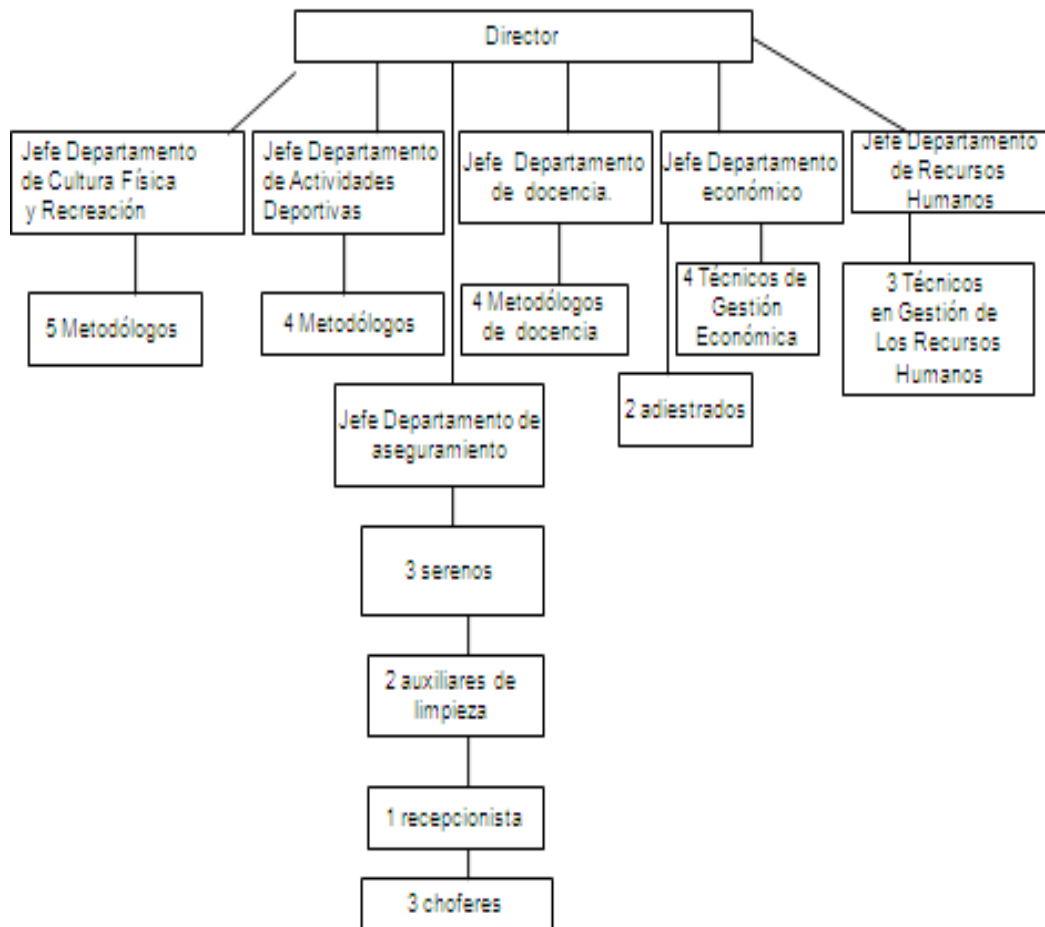 Director
Jefe Departamento
de Cultura Física
y Recreación
Jefe Departamento
de Actividades
Deportivas
Jefe Departamento
de docencia.
Jefe Departamento
económico
Jefe Departamento
de Recursos
Humanos
5 Metodólogos
4 Metodólogos
4 Metodólogos
de docencia
4 Técnicos de
Gestión
Económica
3 Técnicos
en Gestión de
Los Recursos
Humanos
2 adiestrados
Jefe Departamento de
aseguramiento
3 serenos
2 auxiliares de
limpieza
1 recepcionista
3 choferes